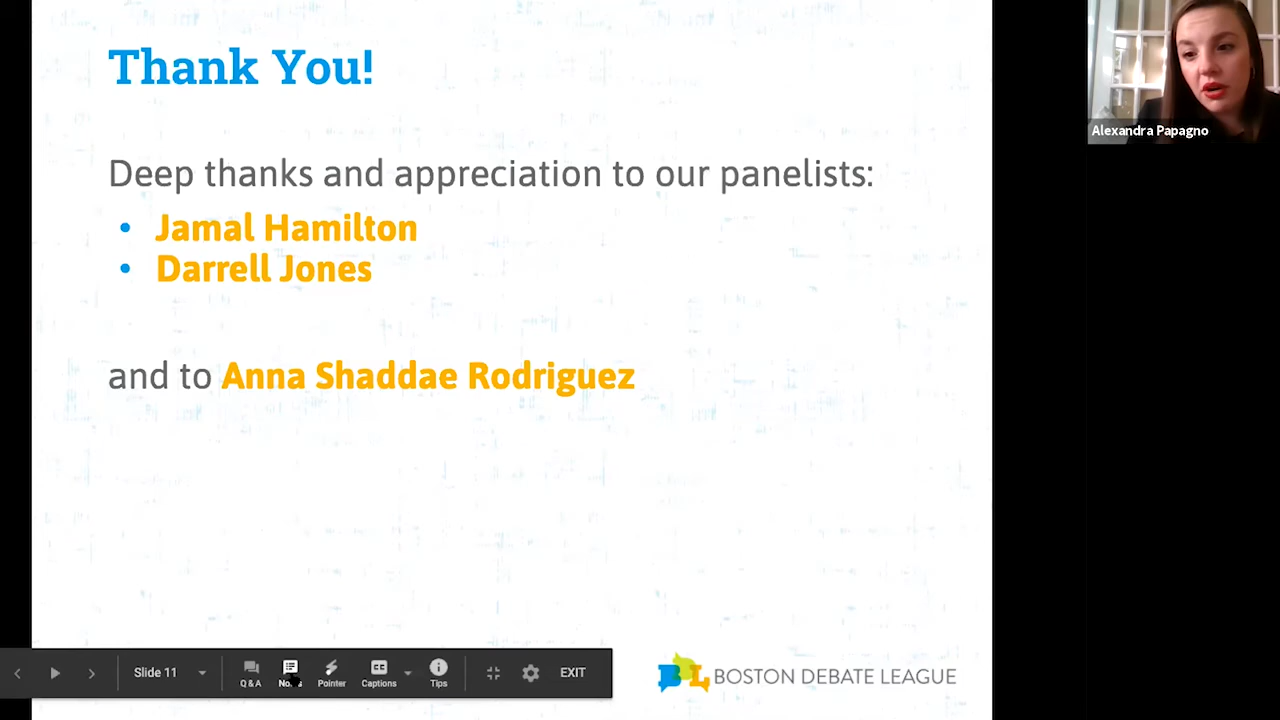 Thank You!
Deep thanks and appreciation to our panelists:
• Jamal Hamilton
• Darrell Jones
and to Anna Shaddae Rodriguez
Alexandra Papagno
Slide 11
Q & A
Pointer
Captions
Tips
EXIT
BDL BOSTON DEBATE LEAGUE